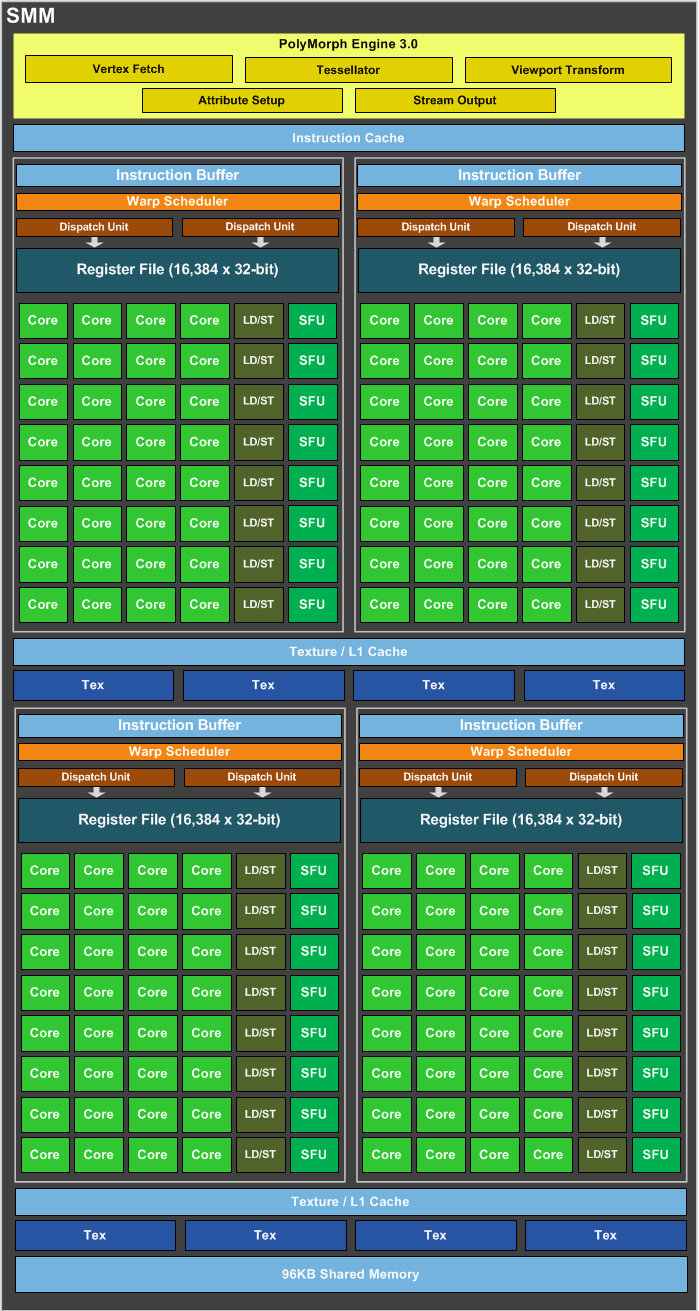 SMM
PolyMorph Engine 3.0
Vertex Fetch Tessellator Viewport Transform
Attribute Setup Stream Output
Instruction Cache
Instruction Buffer Instruction Buffer
Warp Scheduler Warp Scheduler
Dispatch Unit Dispatch Unit Dispatch Unit Dispatch Unit
Register File (16,384 x 32-bit) Register File (16,384 x 32-bit)
Core Core Core Core LD/ST SFU Core Core Core Core LD/ST SFU
Core Core Core Core LD/ST SFU Core Core Core Core LD/ST SFU
Core Core Core Core LD/ST SFU Core Core Core Core LD/ST SFU
Core Core Core Core LD/ST SFU Core Core Core Core LD/ST SFU
Core Core Core Core LD/ST SFU Core Core Core Core LD/ST SFU
Core Core Core Core LD/ST SFU Core Core Core Core LD/ST SFU
Core Core Core Core LD/ST SFU Core Core Core Core LD/ST SFU
Core Core Core Core LD/ST SFU Core Core Core Core LD/ST SFU
Texture / L1 Cache
Tex Tex Tex Tex
Instruction Buffer Instruction Buffer
Warp Scheduler Warp Scheduler
Dispatch Unit Dispatch Unit Dispatch Unit Dispatch Unit
Register File (16,384 x 32-bit) Register File (16,384 x 32-bit)
Core Core Core Core LD/ST SFU Core Core Core Core LD/ST SFU
Core Core Core Core LD/ST SFU Core Core Core Core LD/ST SFU
Core Core Core Core LD/ST SFU Core Core Core Core LD/ST SFU
Core Core Core Core LD/ST SFU Core Core Core Core LD/ST SFU
Core Core Core Core LD/ST SFU Core Core Core Core LD/ST SFU
Core Core Core Core LD/ST SFU Core Core Core Core LD/ST SFU
Core Core Core Core LD/ST SFU Core Core Core Core LD/ST SFU
Core Core Core Core LD/ST SFU Core Core Core Core LD/ST SFU
Texture / L1 Cache
Tex Tex Tex Tex
96KB Shared Memory